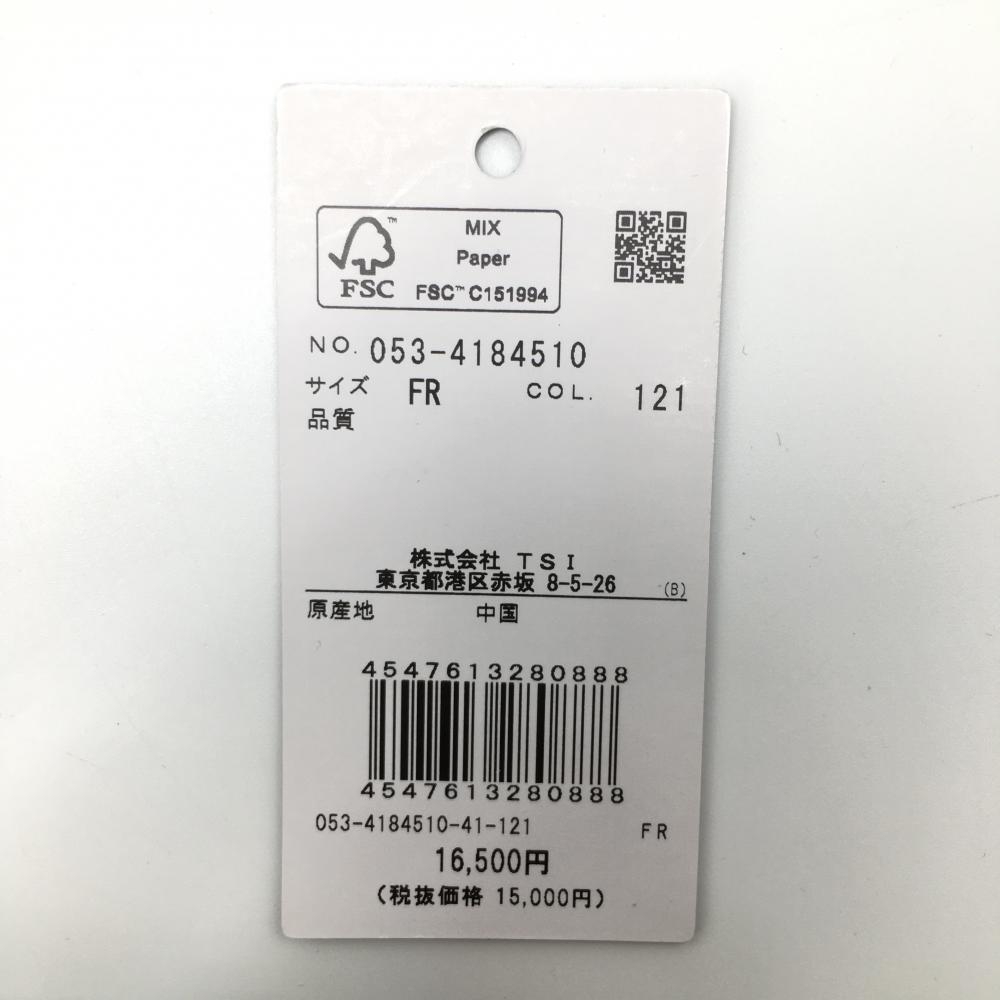 MIX
Paper
FSC™ C151994
FSC™
NO. 053-4184510
サイズ FR COL. 121
品質
株式会社 TSI
東京都港区赤坂 8-5-26 (B)
原産地 中国
4547613280888
4547613280888
053-4184510-41-121 FR
16,500円
(税抜価格 15,000円)